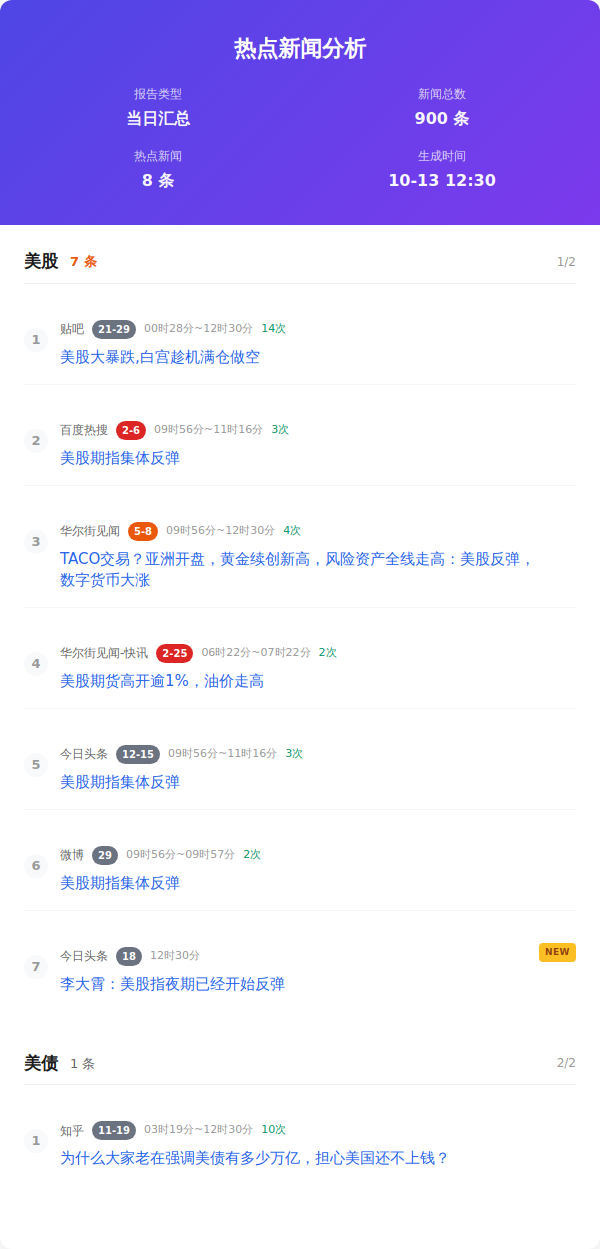 热点新闻分析
报告类型
新闻总数
当日汇总
900 条
热点新闻
生成时间
8 条
10-13 12:30
美股 7 条 1/2
1
贴吧 21-29 00时28分~12时30分 14次
美股大暴跌,白宫趁机满仓做空
2
百度热搜 2-6 09时56分~11时16分 3次
美股期指集体反弹
3
华尔街见闻 5-8 09时56分~12时30分 4次
TACO交易？亚洲开盘，黄金续创新高，风险资产全线走高：美股反弹，
数字货币大涨
4
华尔街见闻-快讯 2-25 06时22分~07时22分 2次
美股期货高开逾1%，油价走高
5
今日头条 12-15 09时56分~11时16分 3次
美股期指集体反弹
6
微博 29 09时56分~09时57分 2次
美股期指集体反弹
7
今日头条 18 12时30分 NEW
李大霄：美股指夜期已经开始反弹
美债 1 条 2/2
1
知乎 11-19 03时19分~12时30分 10次
为什么大家老在强调美债有多少万亿，担心美国还不上钱？